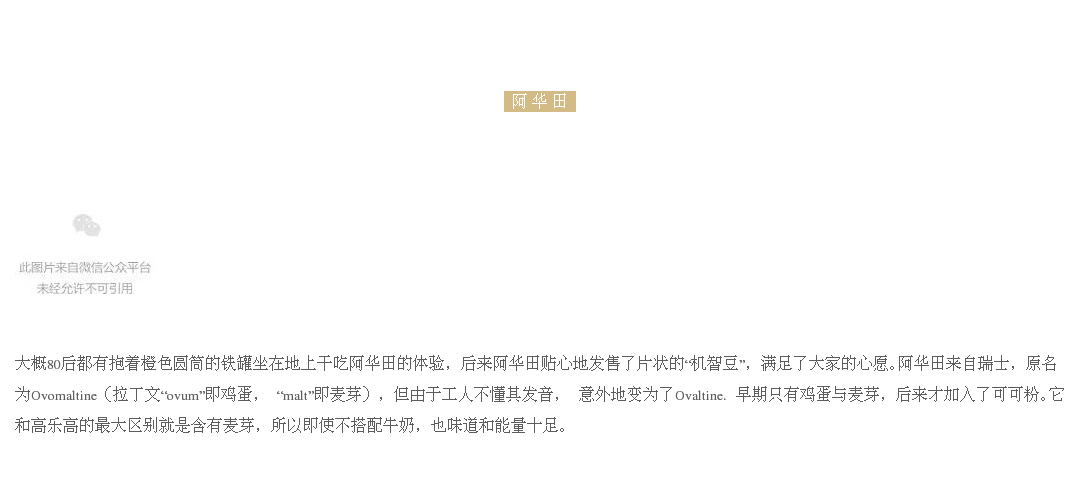 阿华田
此图片来自微信公众平台
未经允许不可引用
大概80后都有抱着橙色圆筒的铁罐坐在地上干吃阿华田的体验，后来阿华田贴心地发售了片状的“机智豆”，满足了大家的心愿。阿华田来自瑞士，原名
为Ovomaltine（拉丁文“ovum”即鸡蛋， “malt”即麦芽），但由于工人不懂其发音， 意外地变为了Ovaltine. 早期只有鸡蛋与麦芽，后来才加入了可可粉。它
和高乐高的最大区别就是含有麦芽，所以即使不搭配牛奶，也味道和能量十足。